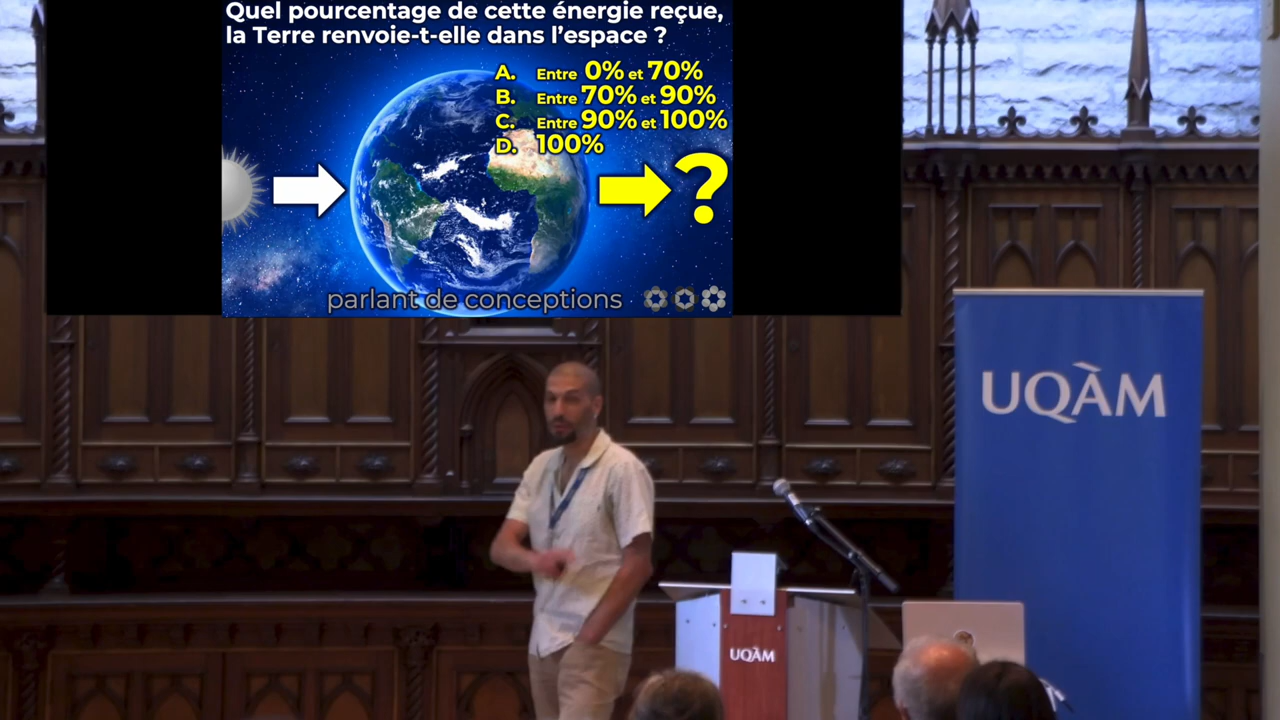 Quel pourcentage de cette énergie reçue,
la Terre renvoie-t-elle dans l'espace ?
A. Entre 0% et 70%
B. Entre 70% et 90%
C. Entre 90% et 100%
D. 100%
?
parlant de conceptions
UQÀM
UQÀM